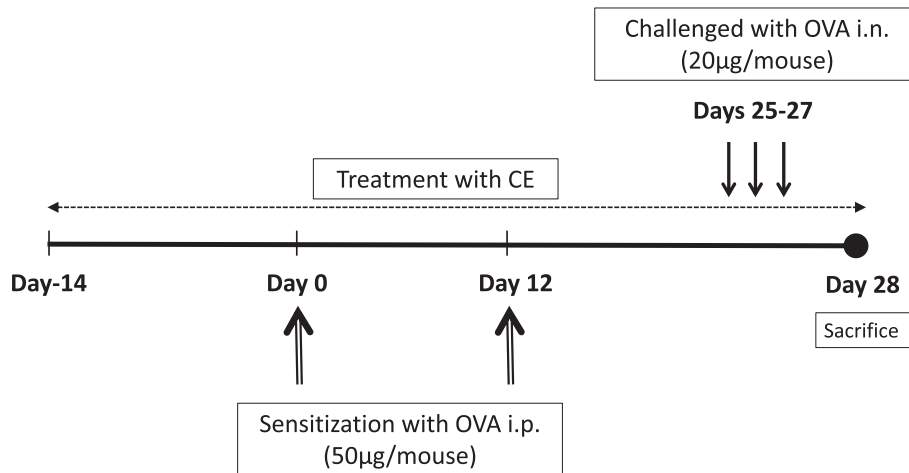 Challenged with OVA i.n.
(20µg/mouse)
Days 25-27
Treatment with CE
Day-14
Day 0
Day 12
Day 28
Sacrifice
Sensitization with OVA i.p.
(50µg/mouse)